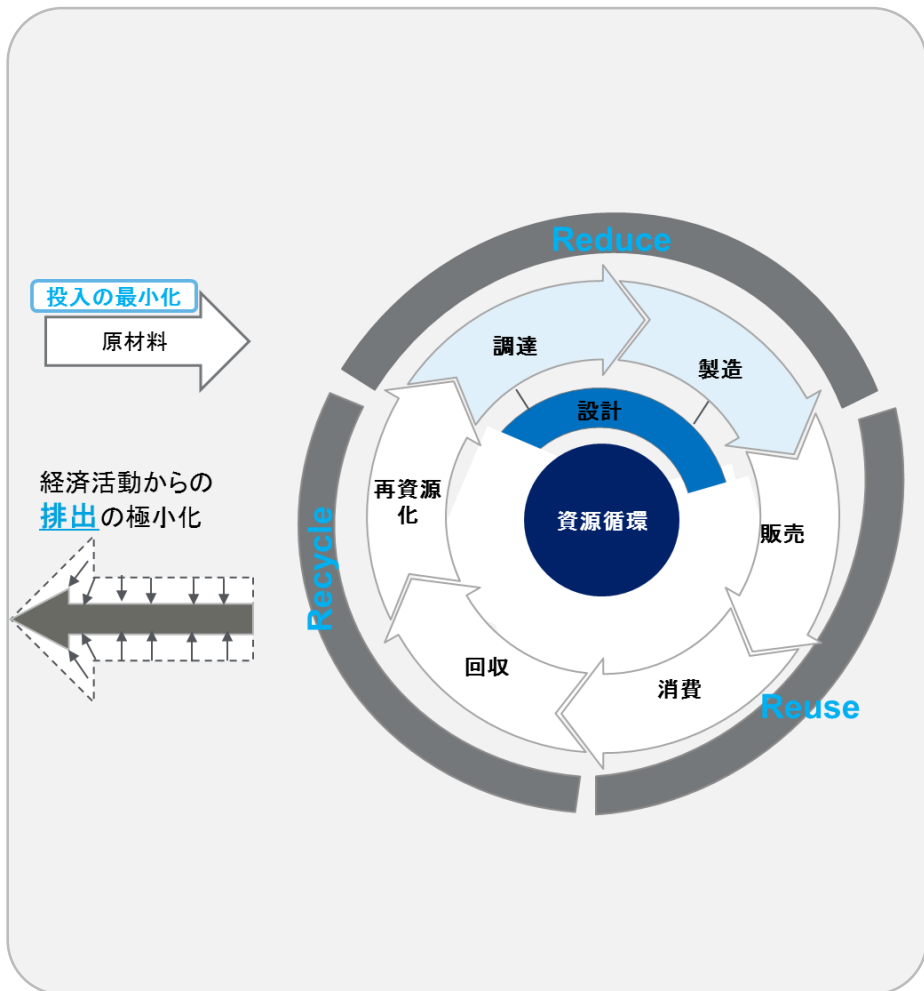 Reduce
投入の最小化
原材料
調達
製造
設計
経済活動からの
排出の極小化
再資源
化
資源循環
販売
Recycle
回収
消費
Reuse